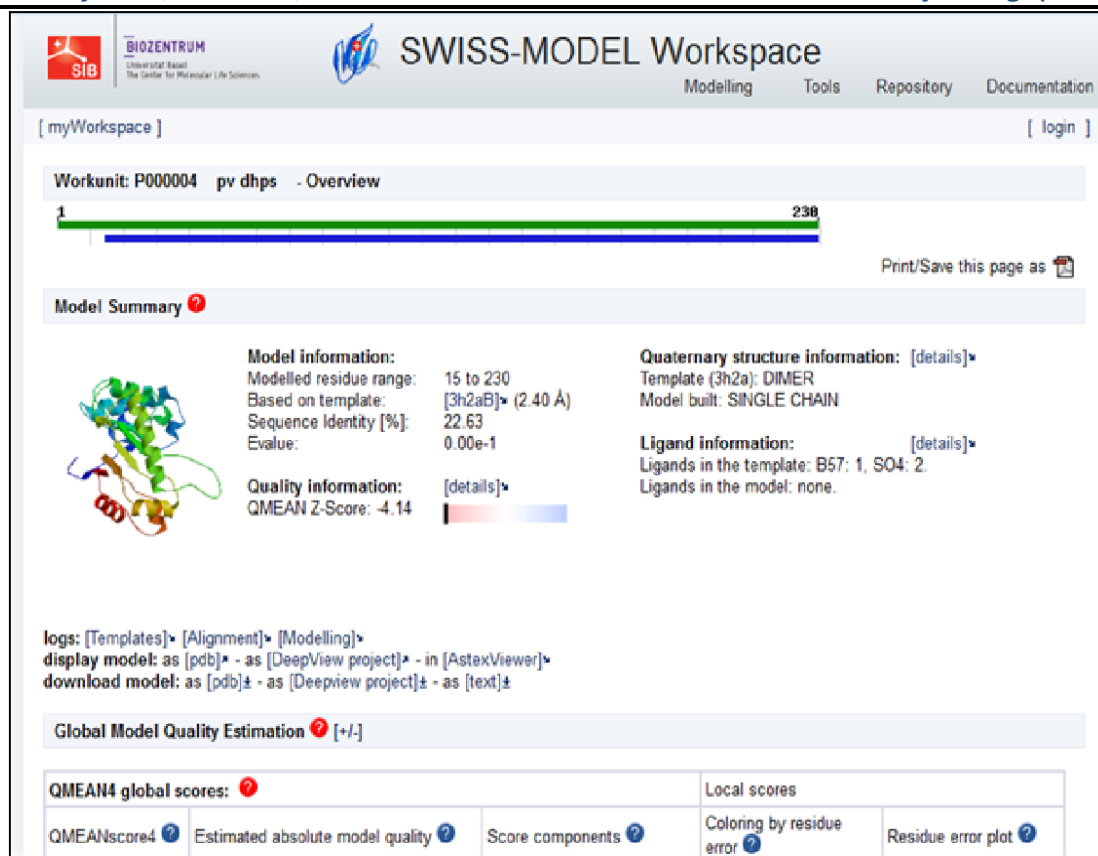 SIB
BIOZENTRUM
Universität Basel
The Center for Molecular Life Sciences
SWISS-MODEL Workspace
Modelling Tools Repository Documentation
[ myWorkspace ] [ login ]
Workunit: P000004 pv dhps - Overview
1 230
Print/Save this page as
Model Summary ?
Model information:
Modelled residue range: 15 to 230
Based on template: [3h2aB] (2.40 Å)
Sequence Identity [%]: 22.63
Evalue: 0.00e-1
Quality information: [details]
QMEAN Z-Score: -4.14
Quaternary structure information: [details]
Template (3h2a): DIMER
Model built: SINGLE CHAIN
Ligand information: [details]
Ligands in the template: B57: 1, SO4: 2.
Ligands in the model: none.
logs: [Templates] [Alignment] [Modelling]
display model: as [pdb] - as [DeepView project] - in [AstexViewer]
download model: as [pdb] - as [Deepview project] - as [text]
Global Model Quality Estimation ? [+/-]
QMEAN4 global scores: ? Local scores
QMEANscore4 ? Estimated absolute model quality ? Score components ? Coloring by residue error ? Residue error plot ?